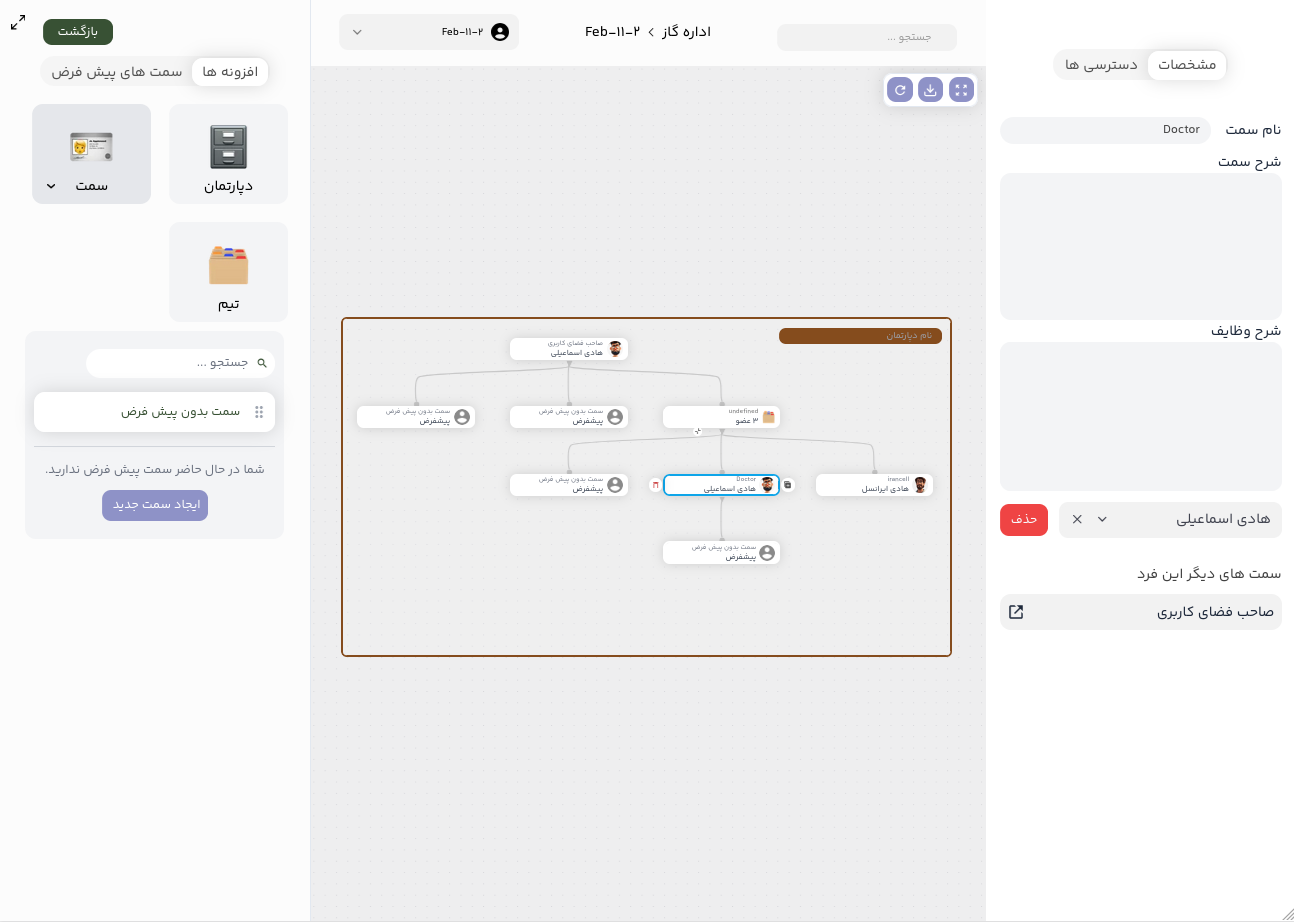 مشخصات
دسترسی ها
نام سمت
Doctor
شرح سمت
شرح وظایف
هادی اسماعیلی
حذف
سمت های دیگر این فرد
صاحب فضای کاربری
جستجو ...
اداره گاز > Feb-11-2
Feb-11-2
نام دپارتمان
صاحب فضای کاربری
هادی اسماعیلی
undefined
۳ عضو
سمت بدون پیش فرض
پیشفرض
سمت بدون پیش فرض
پیشفرض
irancell
هادی ایرانسل
Doctor
هادی اسماعیلی
سمت بدون پیش فرض
پیشفرض
سمت بدون پیش فرض
پیشفرض
بازگشت
افزونه ها
سمت های پیش فرض
دپارتمان
سمت
تیم
جستجو ...
سمت بدون پیش فرض
شما در حال حاضر سمت پیش فرض ندارید.
ایجاد سمت جدید